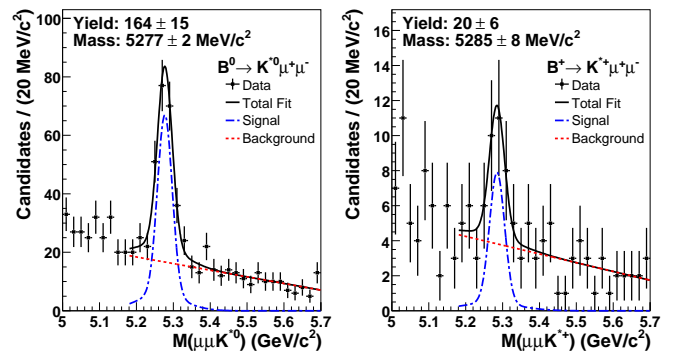 Yield: 164 ± 15
Mass: 5277 ± 2 MeV/c²
B⁰→ K*⁰μ⁺μ⁻
Data
Total Fit
Signal
Background
Candidates / (20 MeV/c²)
0
20
40
60
80
100
5
5.1
5.2
5.3
5.4
5.5
5.6
5.7
M(μμK*⁰) (GeV/c²)
Yield: 20 ± 6
Mass: 5285 ± 8 MeV/c²
B⁺→ K*⁺μ⁺μ⁻
Data
Total Fit
Signal
Background
Candidates / (20 MeV/c²)
0
2
4
6
8
10
12
14
16
5
5.1
5.2
5.3
5.4
5.5
5.6
5.7
M(μμK*⁺) (GeV/c²)